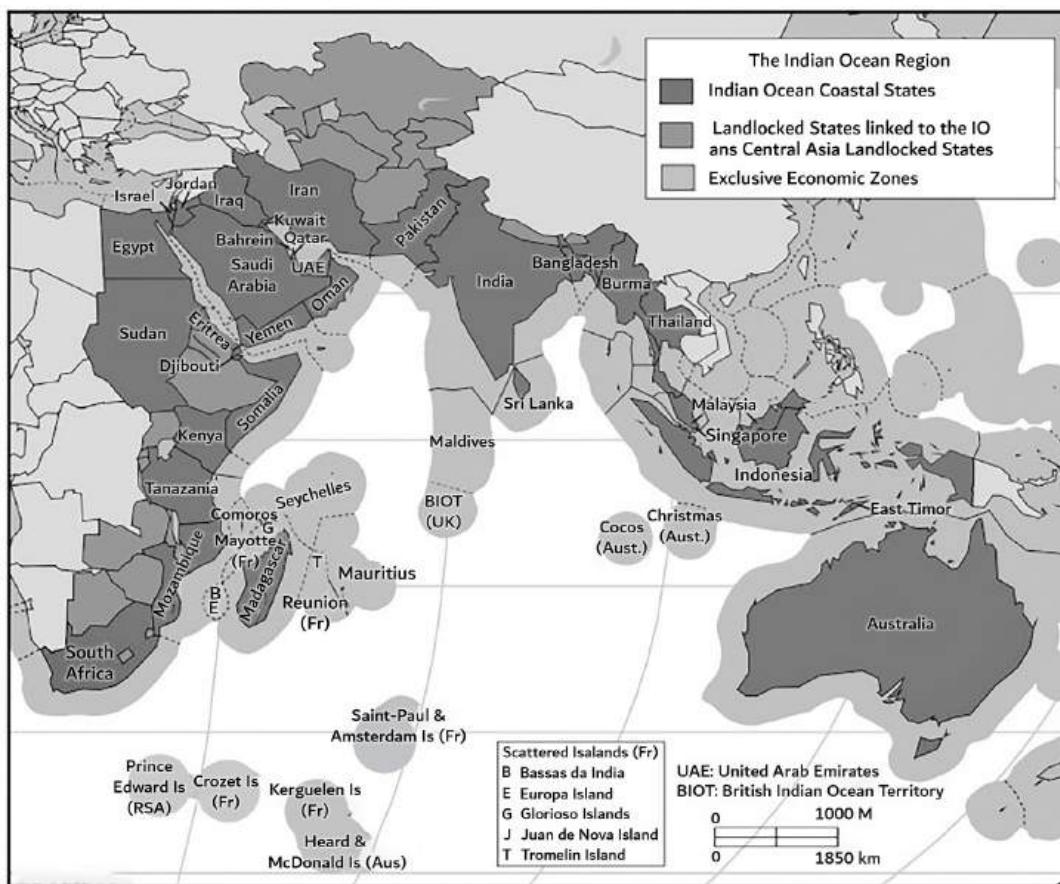 The Indian Ocean Region
Indian Ocean Coastal States
Landlocked States linked to the IO
ans Central Asia Landlocked States
Exclusive Economic Zones
Israel
Jordan
Iraq
Iran
Kuwait
Bahrein
Qatar
Pakistan
Egypt
Saudi
Arabia
UAE
Oman
India
Bangladesh
Burma
Sudan
Eritrea
Yemen
Thailand
Djibouti
Somalia
Sri Lanka
Malaysia
Singapore
Kenya
Maldives
Indonesia
Tanazania
Seychelles
BIOT
(UK)
East Timor
Comoros
G
Mayotte
(Fr)
Cocos
(Aust.)
Christmas
(Aust.)
Mozambique
Madagascar
T
Mauritius
B
E
Reunion
(Fr)
Australia
South
Africa
Saint-Paul &
Amsterdam Is (Fr)
Prince
Edward Is
(RSA)
Crozet Is
(Fr)
Kerguelen Is
(Fr)
Heard &
McDonald Is (Aus)
Scattered Isalands (Fr)
B Bassas da India
E Europa Island
G Glorioso Islands
J Juan de Nova Island
T Tromelin Island
UAE: United Arab Emirates
BIOT: British Indian Ocean Territory
0 1000 M
0 1850 km